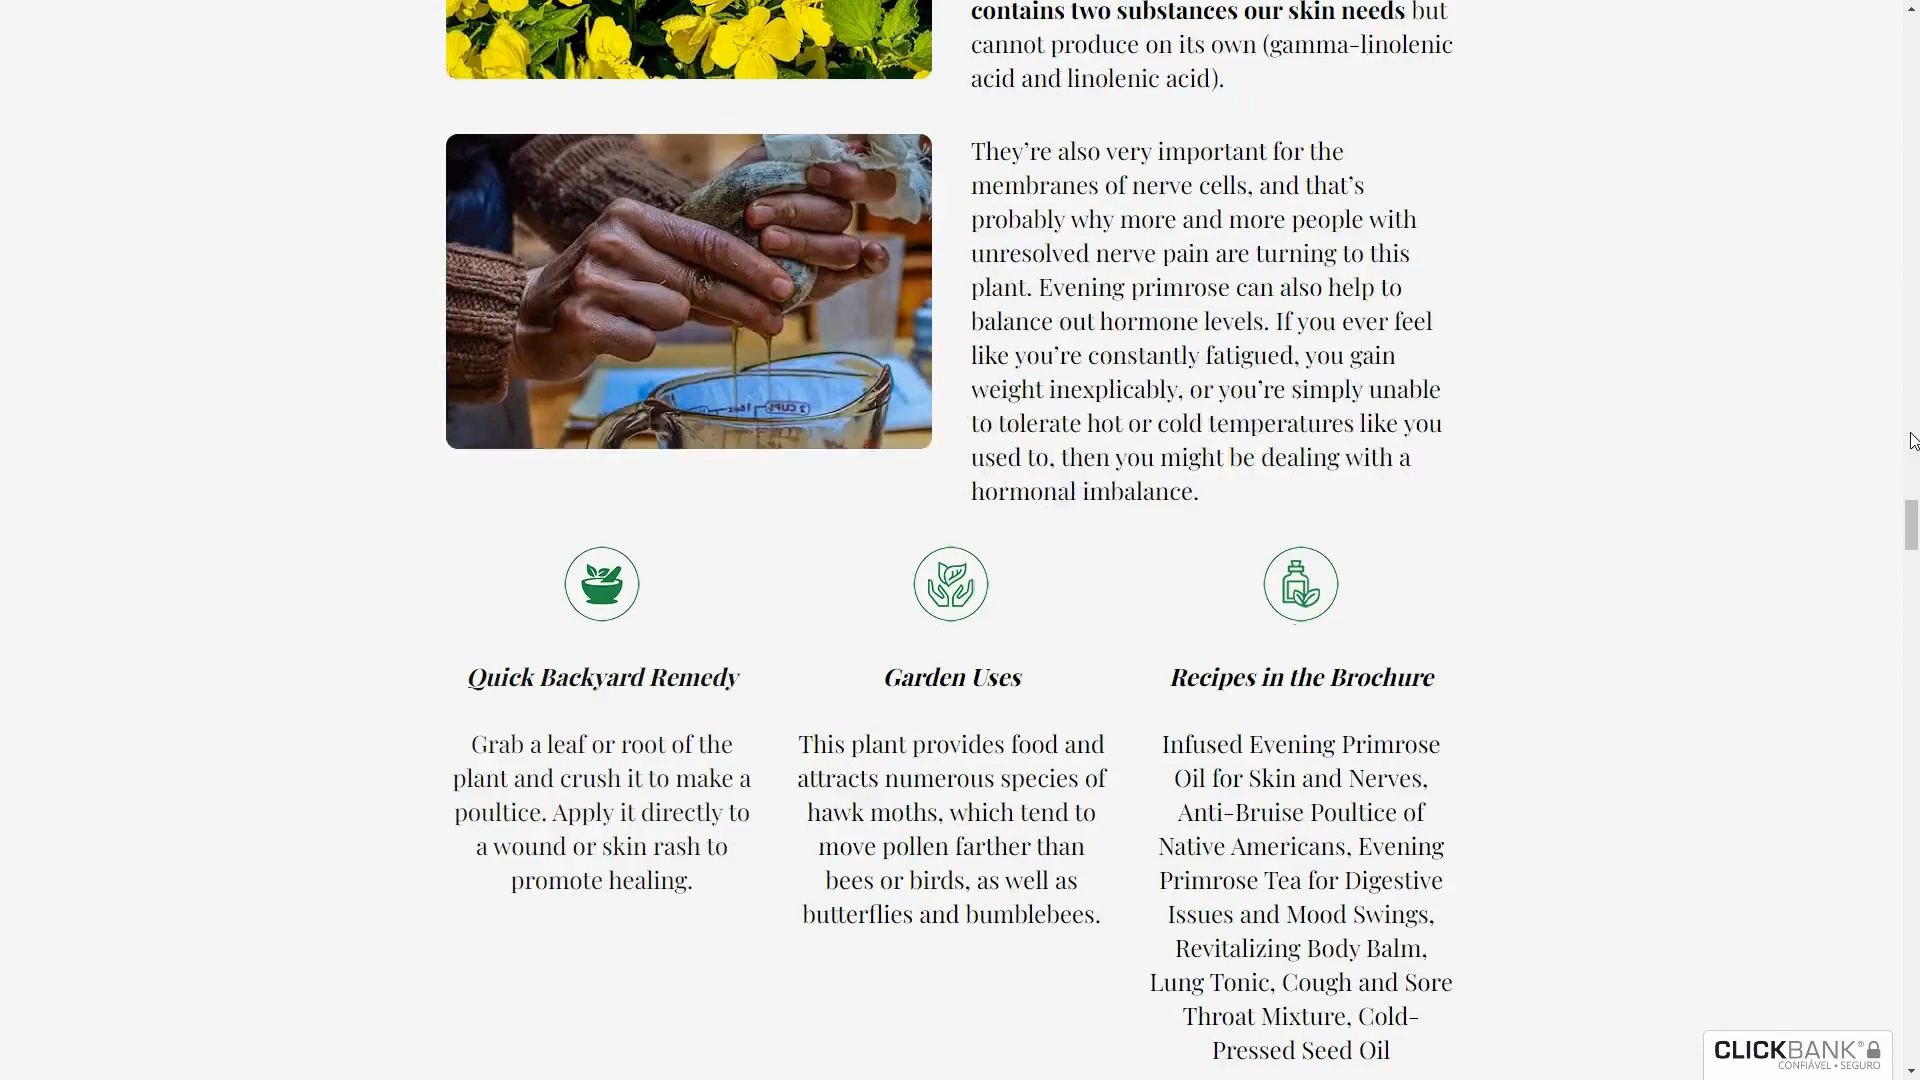 contains two substances our skin needs but
cannot produce on its own (gamma-linolenic
acid and linolenic acid).
They’re also very important for the
membranes of nerve cells, and that’s
probably why more and more people with
unresolved nerve pain are turning to this
plant. Evening primrose can also help to
balance out hormone levels. If you ever feel
like you’re constantly fatigued, you gain
weight inexplicably, or you’re simply unable
to tolerate hot or cold temperatures like you
used to, then you might be dealing with a
hormonal imbalance.
2 CUPS
Quick Backyard Remedy
Grab a leaf or root of the
plant and crush it to make a
poultice. Apply it directly to
a wound or skin rash to
promote healing.
Garden Uses
This plant provides food and
attracts numerous species of
hawk moths, which tend to
move pollen farther than
bees or birds, as well as
butterflies and bumblebees.
Recipes in the Brochure
Infused Evening Primrose
Oil for Skin and Nerves,
Anti-Bruise Poultice of
Native Americans, Evening
Primrose Tea for Digestive
Issues and Mood Swings,
Revitalizing Body Balm,
Lung Tonic, Cough and Sore
Throat Mixture, Cold-
Pressed Seed Oil
CLICKBANK®
CONFIÁVEL • SEGURO